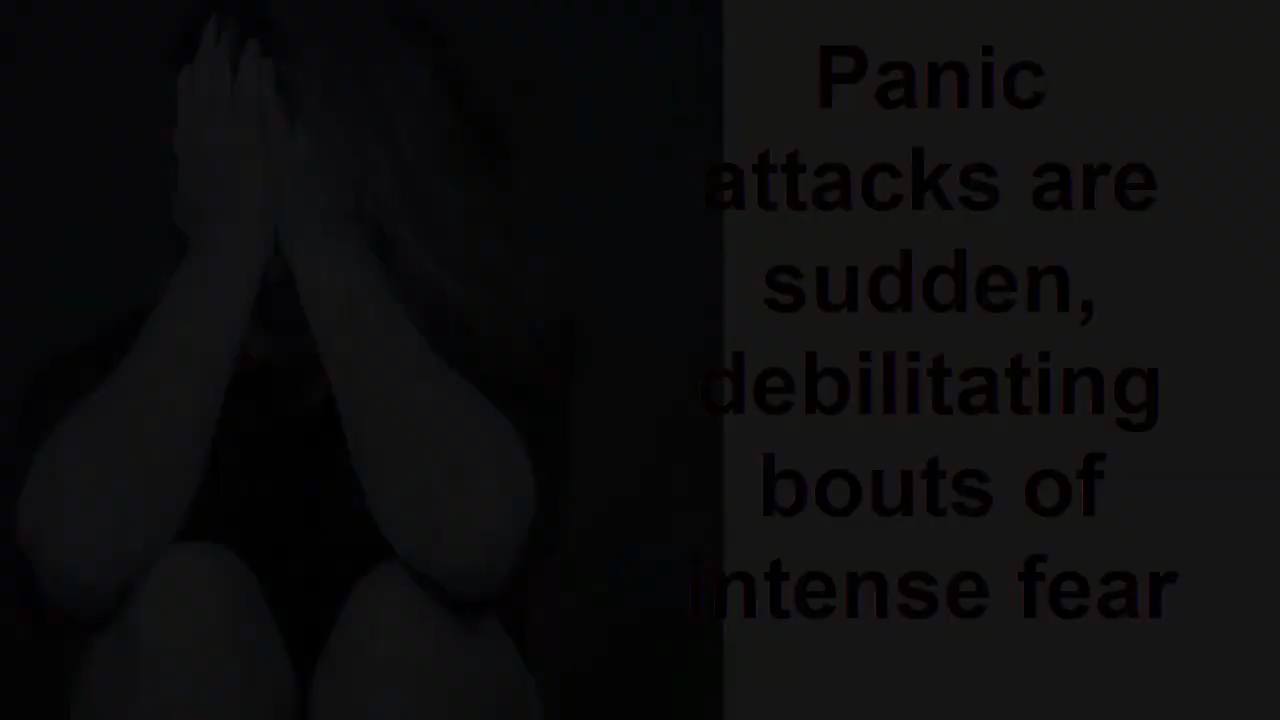 Panic
attacks are
sudden,
debilitating
bouts of
intense fear